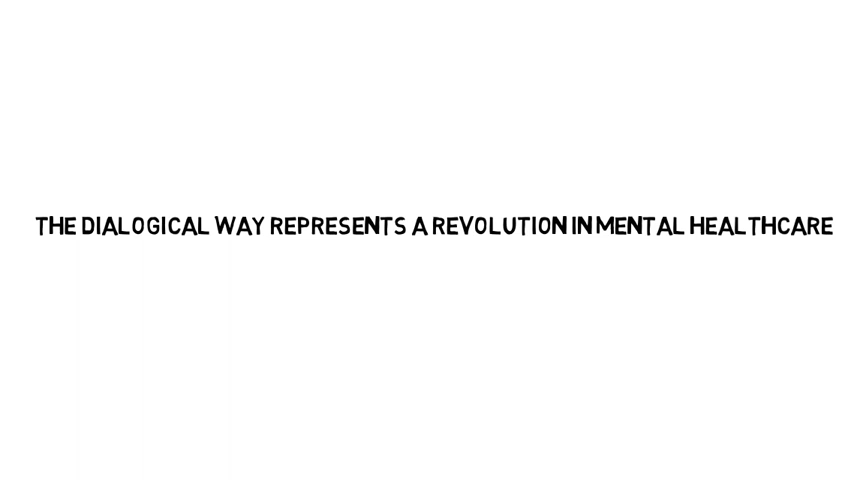 THE DIALOGICAL WAY REPRESENTS A REVOLUTION IN MENTAL HEALTHCARE